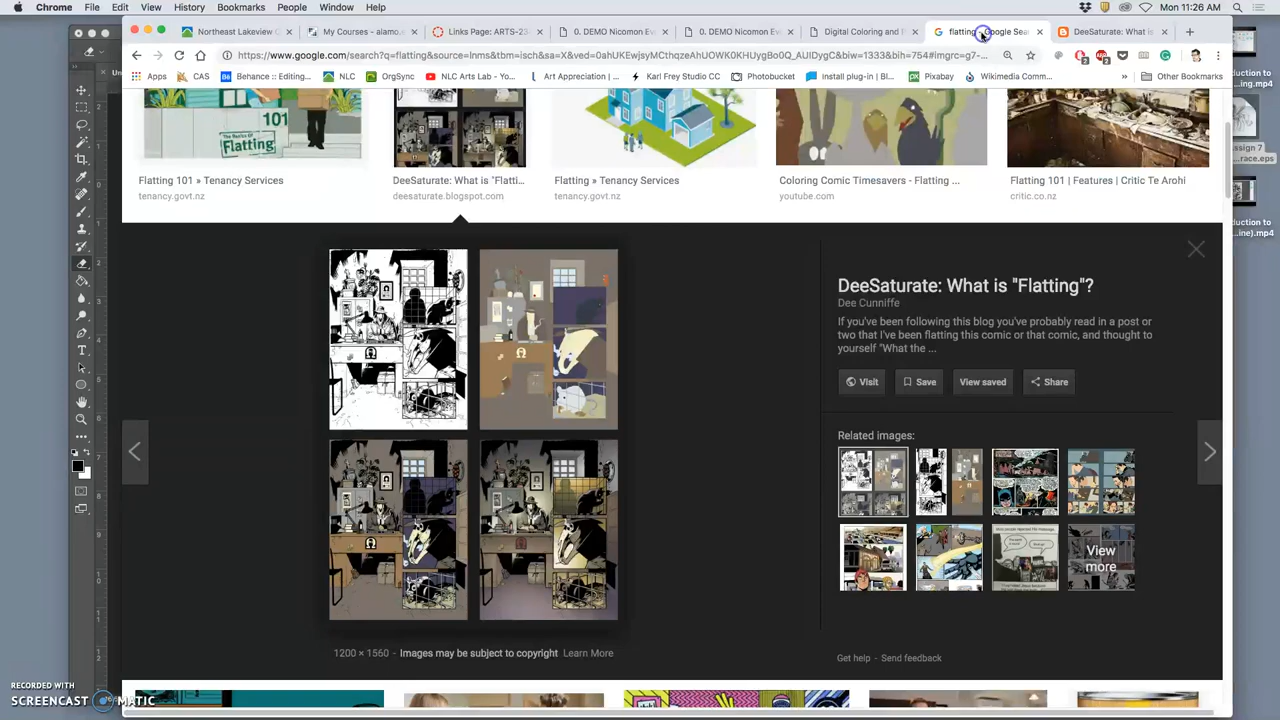 Chrome File Edit View History Bookmarks People Window Help Mon 11:26 AM
Northeast Lakeview C My Courses - alamo. Links Page: ARTS-23 0. DEMO Nicomon Ev 0. DEMO Nicomon Ev Digital Coloring and F flatting - Google Sea DeeSaturate: What is
https://www.google.com/search?q=flatting&source=lnms&tbm=isch&sa=X&ved=
Apps CAS Behance :: Editing NLC OrgSync NLC Arts Lab - Yo... Art Appreciation |... Karl Frey Studio CC Photobucket install plug-in | Bl... Pixabay Wikimedia Comm... » Other Bookmarks
101
The Basics Of
Flatting
Flatting 101 » Tenancy Services DeeSaturate: What is "Flatti... Flatting » Tenancy Services Coloring Comic Timesavers - Flatting ... Flatting 101 | Features | Critic Te Arohi
tenancy.govt.nz deesaturate.blogspot.com tenancy.govt.nz youtube.com critic.co.nz
DeeSaturate: What is "Flatting"?
Dee Cunniffe
If you've been following this blog you've probably read in a post or
two that I've been flatting this comic or that comic, and thought to
yourself "What the ...
Visit Save View saved Share
Related images:
View
more
1200 × 1560 - Images may be subject to copyright Learn More
Get help - Send feedback
RECORDED WITH
SCREENCAST MATIC